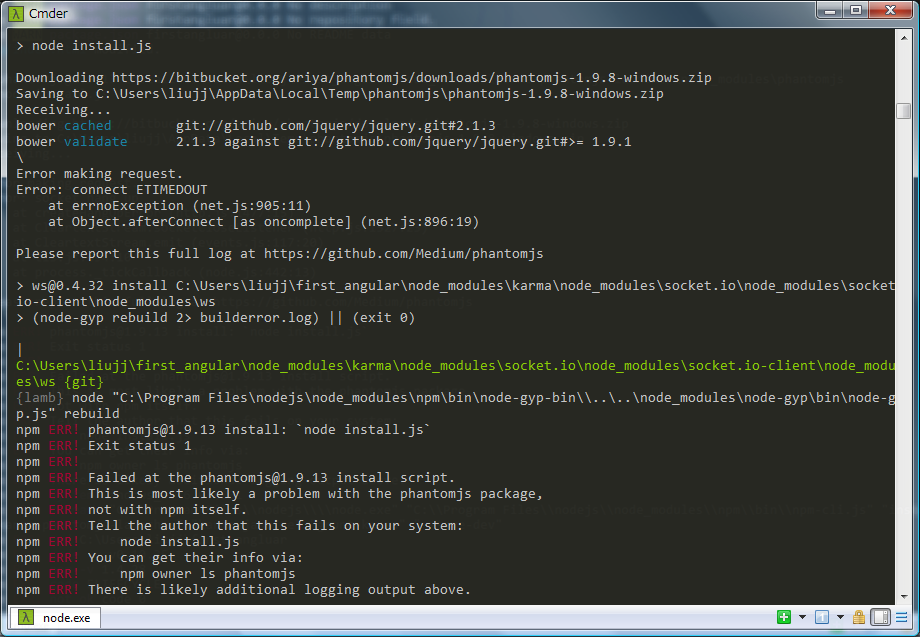 Cmder
> node install.js
Downloading https://bitbucket.org/ariya/phantomjs/downloads/phantomjs-1.9.8-windows.zip
Saving to C:\Users\liujj\AppData\Local\Temp\phantomjs\phantomjs-1.9.8-windows.zip
Receiving...
bower cached        git://github.com/jquery/jquery.git#2.1.3
bower validate      2.1.3 against git://github.com/jquery/jquery.git#>= 1.9.1
\
Error making request.
Error: connect ETIMEDOUT
    at errnoException (net.js:905:11)
    at Object.afterConnect [as oncomplete] (net.js:896:19)
Please report this full log at https://github.com/Medium/phantomjs
> ws@0.4.32 install C:\Users\liujj\first_angular\node_modules\karma\node_modules\socket.io\node_modules\socket
io-client\node_modules\ws
> (node-gyp rebuild 2> builderror.log) || (exit 0)
|
C:\Users\liujj\first_angular\node_modules\karma\node_modules\socket.io\node_modules\socket.io-client\node_modu
es\ws {git}
{lamb} node "C:\Program Files\nodejs\node_modules\npm\bin\node-gyp-bin\\..\..\node_modules\node-gyp\bin\node-g
p.js" rebuild
npm ERR! phantomjs@1.9.13 install: `node install.js`
npm ERR! Exit status 1
npm ERR!
npm ERR! Failed at the phantomjs@1.9.13 install script.
npm ERR! This is most likely a problem with the phantomjs package,
npm ERR! not with npm itself.
npm ERR! Tell the author that this fails on your system:
npm ERR!     node install.js
npm ERR! You can get their info via:
npm ERR!     npm owner ls phantomjs
npm ERR! There is likely additional logging output above.
λ node.exe